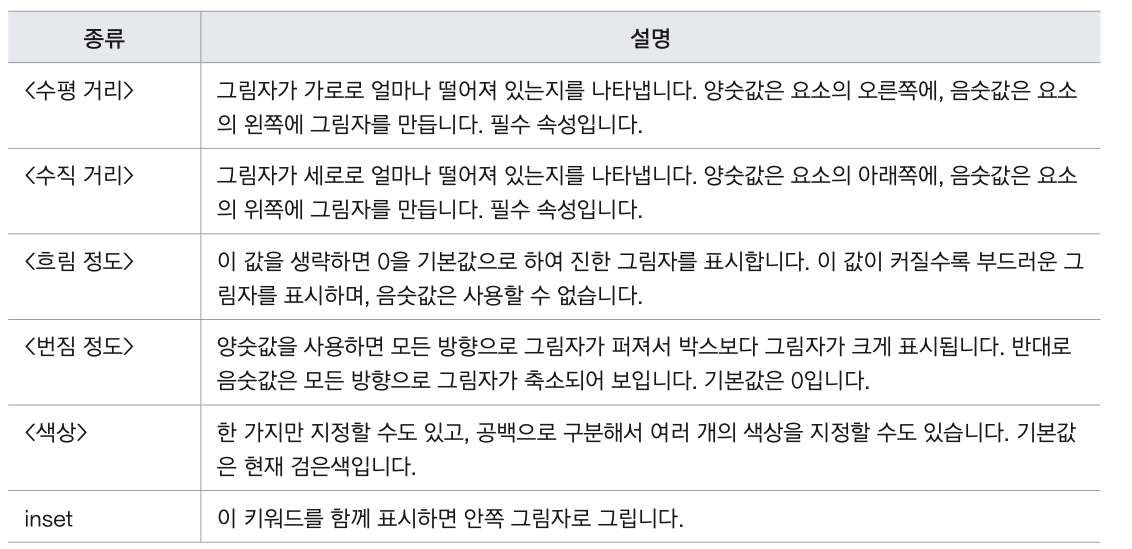 종류
설명
<수평 거리>
그림자가 가로로 얼마나 떨어져 있는지를 나타냅니다. 양숫값은 요소의 오른쪽에, 음숫값은 요소
의 왼쪽에 그림자를 만듭니다. 필수 속성입니다.
<수직 거리>
그림자가 세로로 얼마나 떨어져 있는지를 나타냅니다. 양숫값은 요소의 아래쪽에, 음숫값은 요소
의 위쪽에 그림자를 만듭니다. 필수 속성입니다.
<흐림 정도>
이 값을 생략하면 0을 기본값으로 하여 진한 그림자를 표시합니다. 이 값이 커질수록 부드러운 그
림자를 표시하며, 음숫값은 사용할 수 없습니다.
<번짐 정도>
양숫값을 사용하면 모든 방향으로 그림자가 퍼져서 박스보다 그림자가 크게 표시됩니다. 반대로
음숫값은 모든 방향으로 그림자가 축소되어 보입니다. 기본값은 0입니다.
<색상>
한 가지만 지정할 수도 있고, 공백으로 구분해서 여러 개의 색상을 지정할 수도 있습니다. 기본값
은 현재 검은색입니다.
inset
이 키워드를 함께 표시하면 안쪽 그림자로 그립니다.